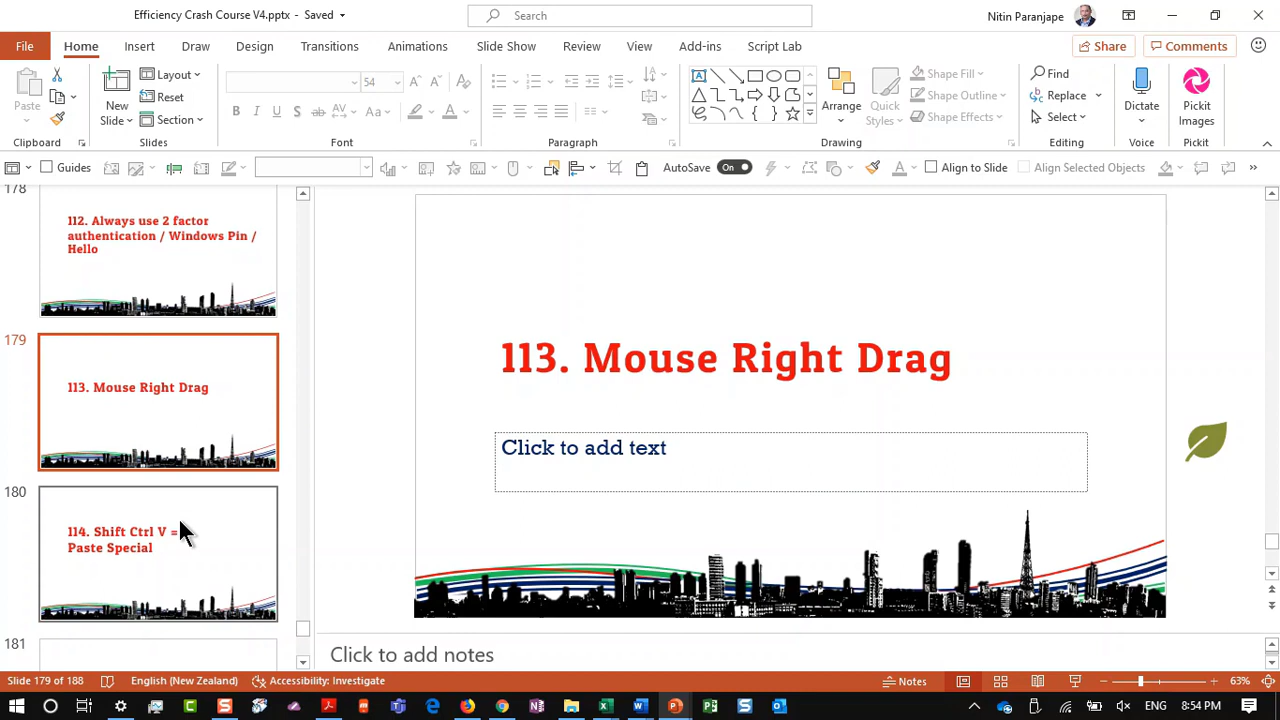 Efficiency Crash Course V4.pptx - Saved
Search
Nitin Paranjape
File Home Insert Draw Design Transitions Animations Slide Show Review View Add-ins Script Lab Share Comments
Paste
Clipboard
New Slide
Layout
Reset
Section
Slides
54
B I U S ab AV Aa A
Font
Paragraph
Arrange
Quick Styles
Shape Fill
Shape Outline
Shape Effects
Drawing
Find
Replace
Select
Editing
Dictate
Voice
Pickit Images
Pickit
Guides
AutoSave On
Align to Slide
Align Selected Objects
178
112. Always use 2 factor
authentication / Windows Pin /
Hello
179
113. Mouse Right Drag
180
114. Shift Ctrl V =
Paste Special
181
113. Mouse Right Drag
Click to add text
Click to add notes
Slide 179 of 188
English (New Zealand)
Accessibility: Investigate
Notes
63%
ENG
8:54 PM